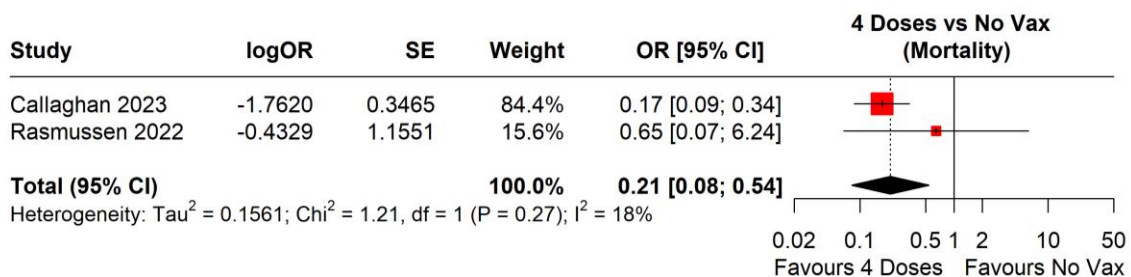 4 Doses vs No Vax
Study logOR SE Weight OR [95% CI] (Mortality)
Callaghan 2023 -1.7620 0.3465 84.4% 0.17 [0.09; 0.34]
Rasmussen 2022 -0.4329 1.1551 15.6% 0.65 [0.07; 6.24]
Total (95% CI) 100.0% 0.21 [0.08; 0.54]
Heterogeneity: Tau² = 0.1561; Chi² = 1.21, df = 1 (P = 0.27); I² = 18%
0.02 0.1 0.5 1 2 10 50
Favours 4 Doses Favours No Vax